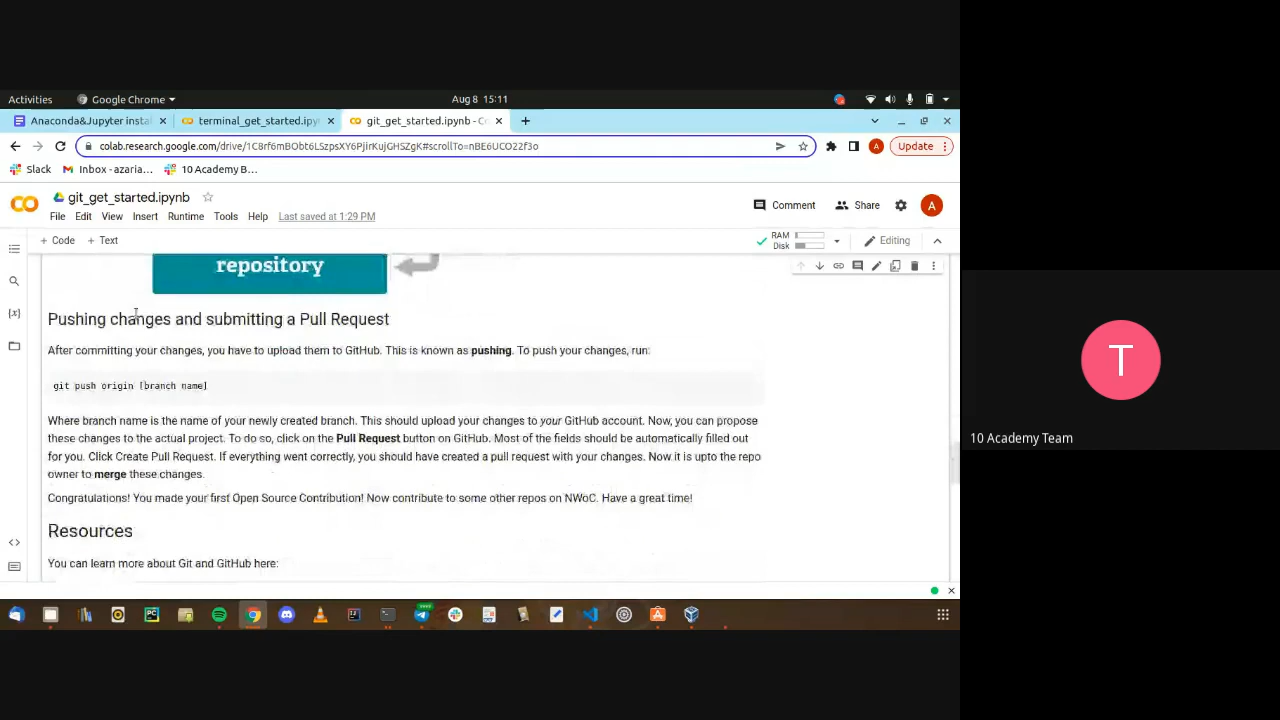 Activities
Google Chrome
Aug 8 15:11
Anaconda&Jupyter instal
terminal_get_started.ipy
git_get_started.ipynb - C
colab.research.google.com/drive/1C8rf6mBObt6LSzpsXY6PjirKujGHSZgK#scrollTo=nBE6UCO22f3o
A
Update
Slack
Inbox - azaria...
10 Academy B...
git_get_started.ipynb
File Edit View Insert Runtime Tools Help Last saved at 1:29 PM
Comment
Share
A
+ Code + Text
RAM
Disk
Editing
repository
Pushing changes and submitting a Pull Request
After committing your changes, you have to upload them to GitHub. This is known as pushing. To push your changes, run:
git push origin [branch name]
Where branch name is the name of your newly created branch. This should upload your changes to your GitHub account. Now, you can propose
these changes to the actual project. To do so, click on the Pull Request button on GitHub. Most of the fields should be automatically filled out
for you. Click Create Pull Request. If everything went correctly, you should have created a pull request with your changes. Now it is upto the repo
owner to merge these changes.
Congratulations! You made your first Open Source Contribution! Now contribute to some other repos on NWoC. Have a great time!
Resources
You can learn more about Git and GitHub here:
T
10 Academy Team